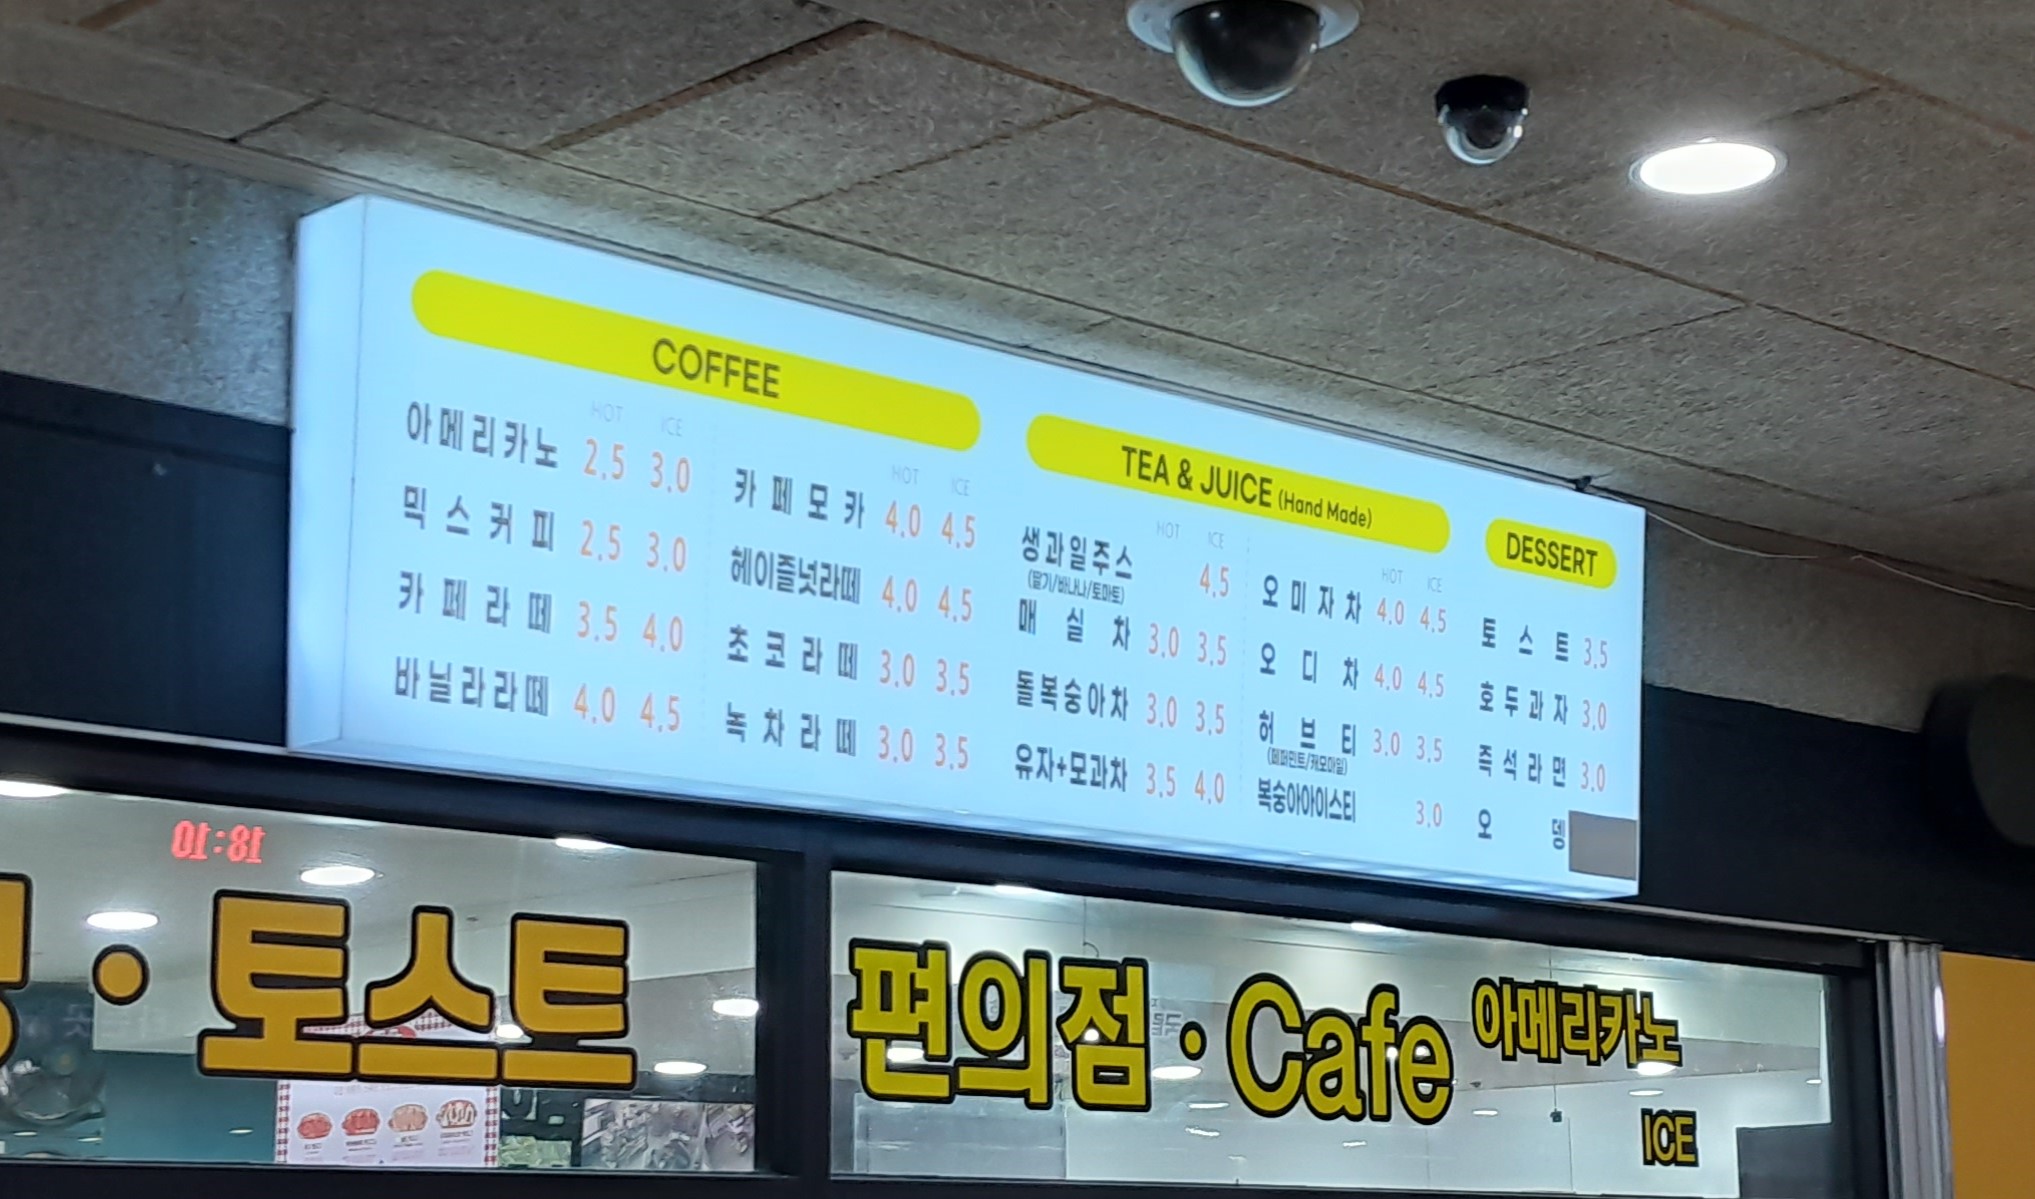 COFFEE
HOT ICE
아메리카노 2.5 3.0
믹스커피 2.5 3.0
카페라떼 3.5 4.0
바닐라라떼 4.0 4.5
HOT ICE
카페모카 4.0 4.5
헤이즐넛라떼 4.0 4.5
초코라떼 3.0 3.5
녹차라떼 3.0 3.5
TEA & JUICE (Hand Made)
HOT ICE
생과일주스 4.5
(딸기/바나나/토마토)
매실차 3.0 3.5
돌복숭아차 3.0 3.5
유자+모과차 3.5 4.0
HOT ICE
오미자차 4.0 4.5
오디차 4.0 4.5
허브티 3.0 3.5
(페퍼민트/캐모마일)
복숭아아이스티 3.0
DESSERT
토스트 3.5
호두과자 3.0
즉석라면 3.0
오뎅
· 토스트
편의점 · Cafe
아메리카노
ICE